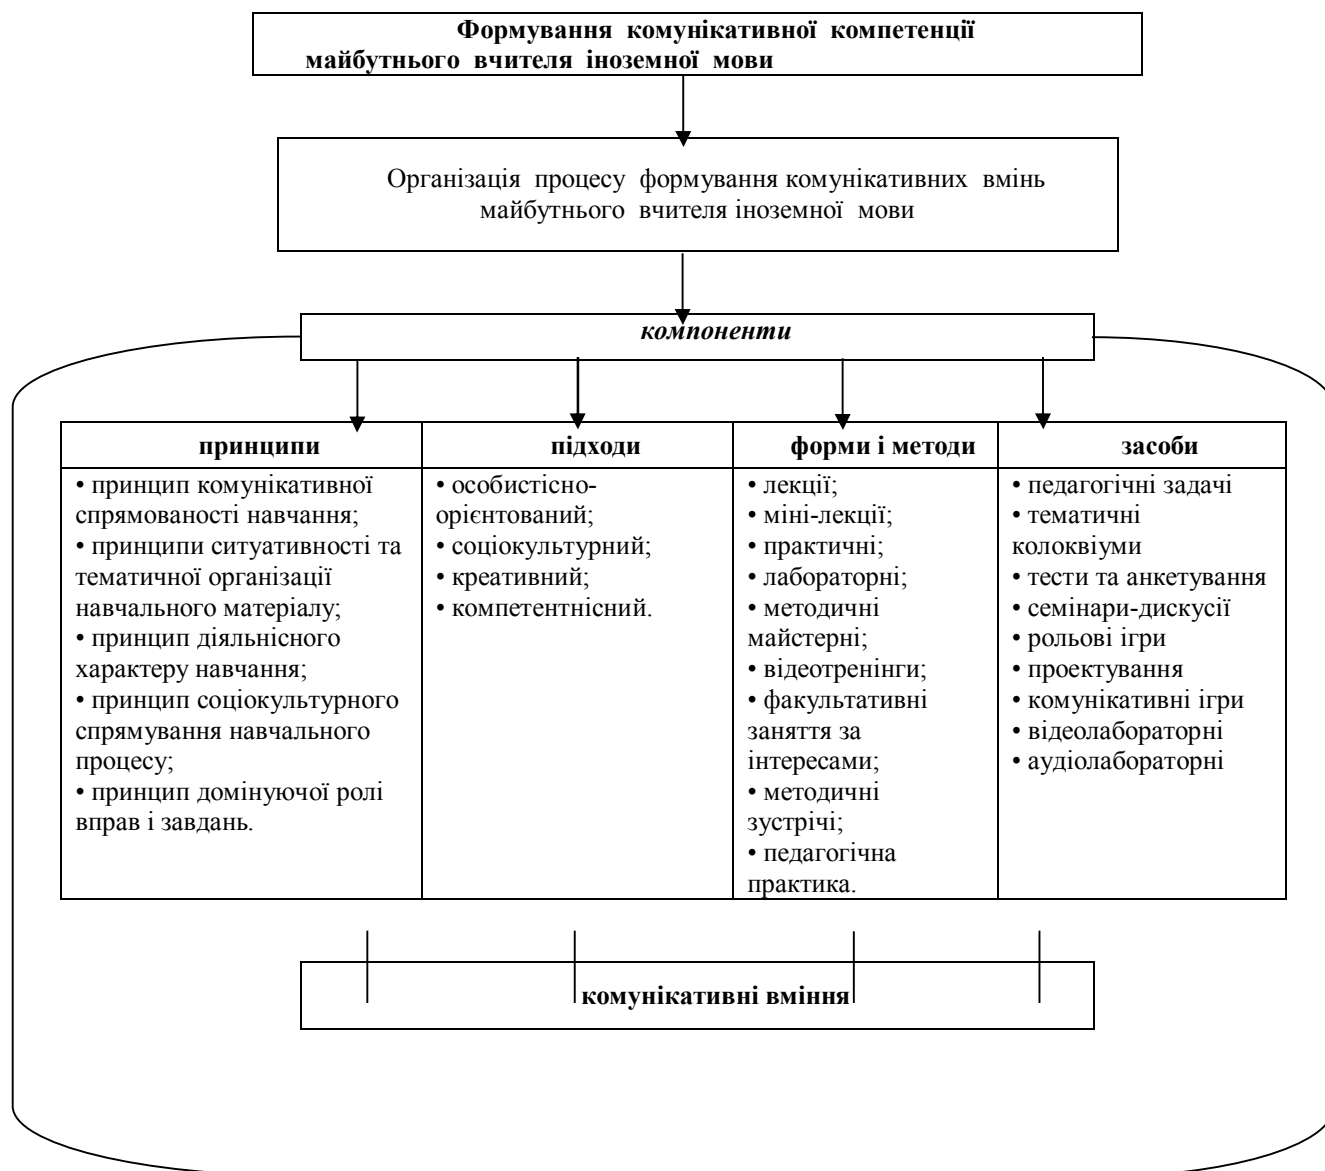 Формування комунікативної компетенції
майбутнього вчителя іноземної мови
Організація процесу формування комунікативних вмінь
майбутнього вчителя іноземної мови
компоненти
принципи
• принцип комунікативної
спрямованості навчання;
• принципи ситуативності та
тематичної організації
навчального матеріалу;
• принцип діяльнісного
характеру навчання;
• принцип соціокультурного
спрямування навчального
процесу;
• принцип домінуючої ролі
вправ і завдань.
підходи
• особистісно-
орієнтований;
• соціокультурний;
• креативний;
• компетентнісний.
форми і методи
• лекції;
• міні-лекції;
• практичні;
• лабораторні;
• методичні
майстерні;
• відеотренінги;
• факультативні
заняття за
інтересами;
• методичні
зустрічі;
• педагогічна
практика.
засоби
• педагогічні задачі
• тематичні
колоквіуми
• тести та анкетування
• семінари-дискусії
• рольові ігри
• проектування
• комунікативні ігри
• відеолабораторні
• аудіолабораторні
комунікативні вміння